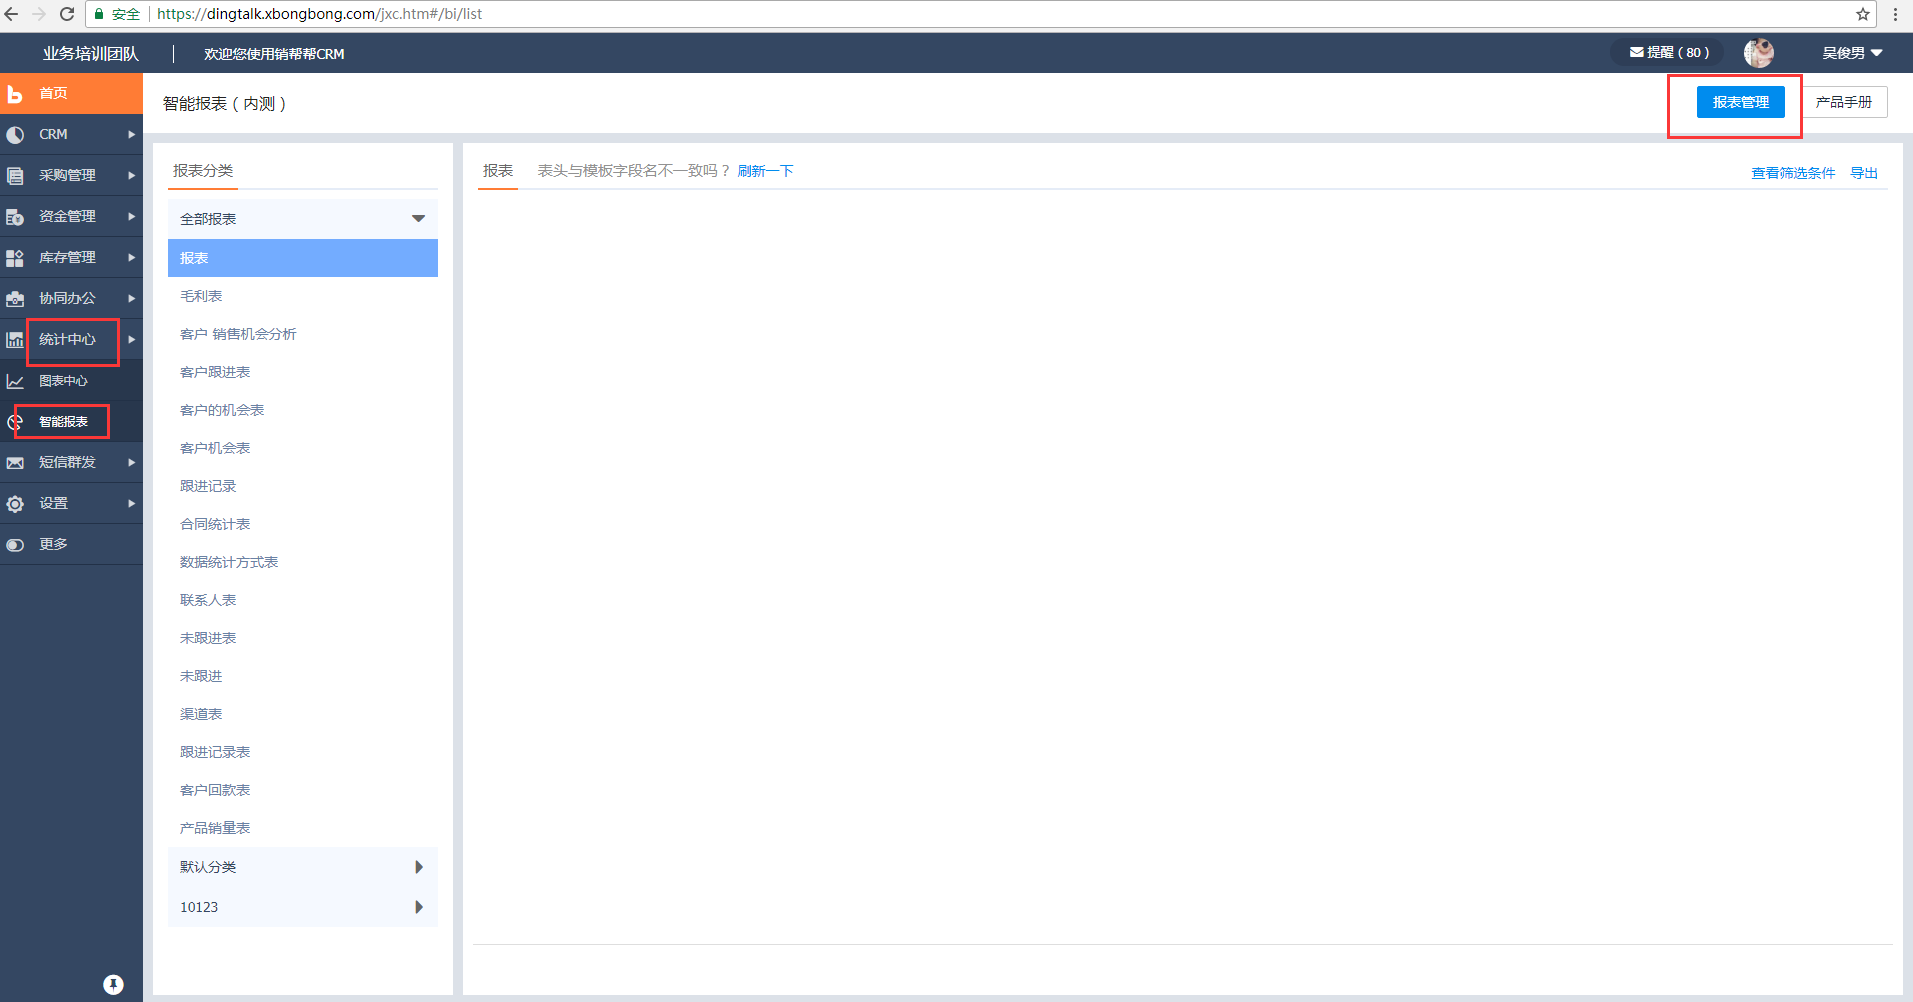 安全 https://dingtalk.xbongbong.com/jxc.htm#/bi/list
业务培训团队 欢迎您使用销帮帮CRM 提醒 ( 80 ) 吴俊男
首页
CRM
采购管理
资金管理
库存管理
协同办公
统计中心
图表中心
智能报表
短信群发
设置
更多
智能报表 ( 内测 ) 报表管理 产品手册
报表分类
全部报表
报表
毛利表
客户 销售机会分析
客户跟进表
客户的机会表
客户机会表
跟进记录
合同统计表
数据统计方式表
联系人表
未跟进表
未跟进
渠道表
跟进记录表
客户回款表
产品销量表
默认分类
10123
报表 表头与模板字段名不一致吗？ 刷新一下 查看筛选条件 导出